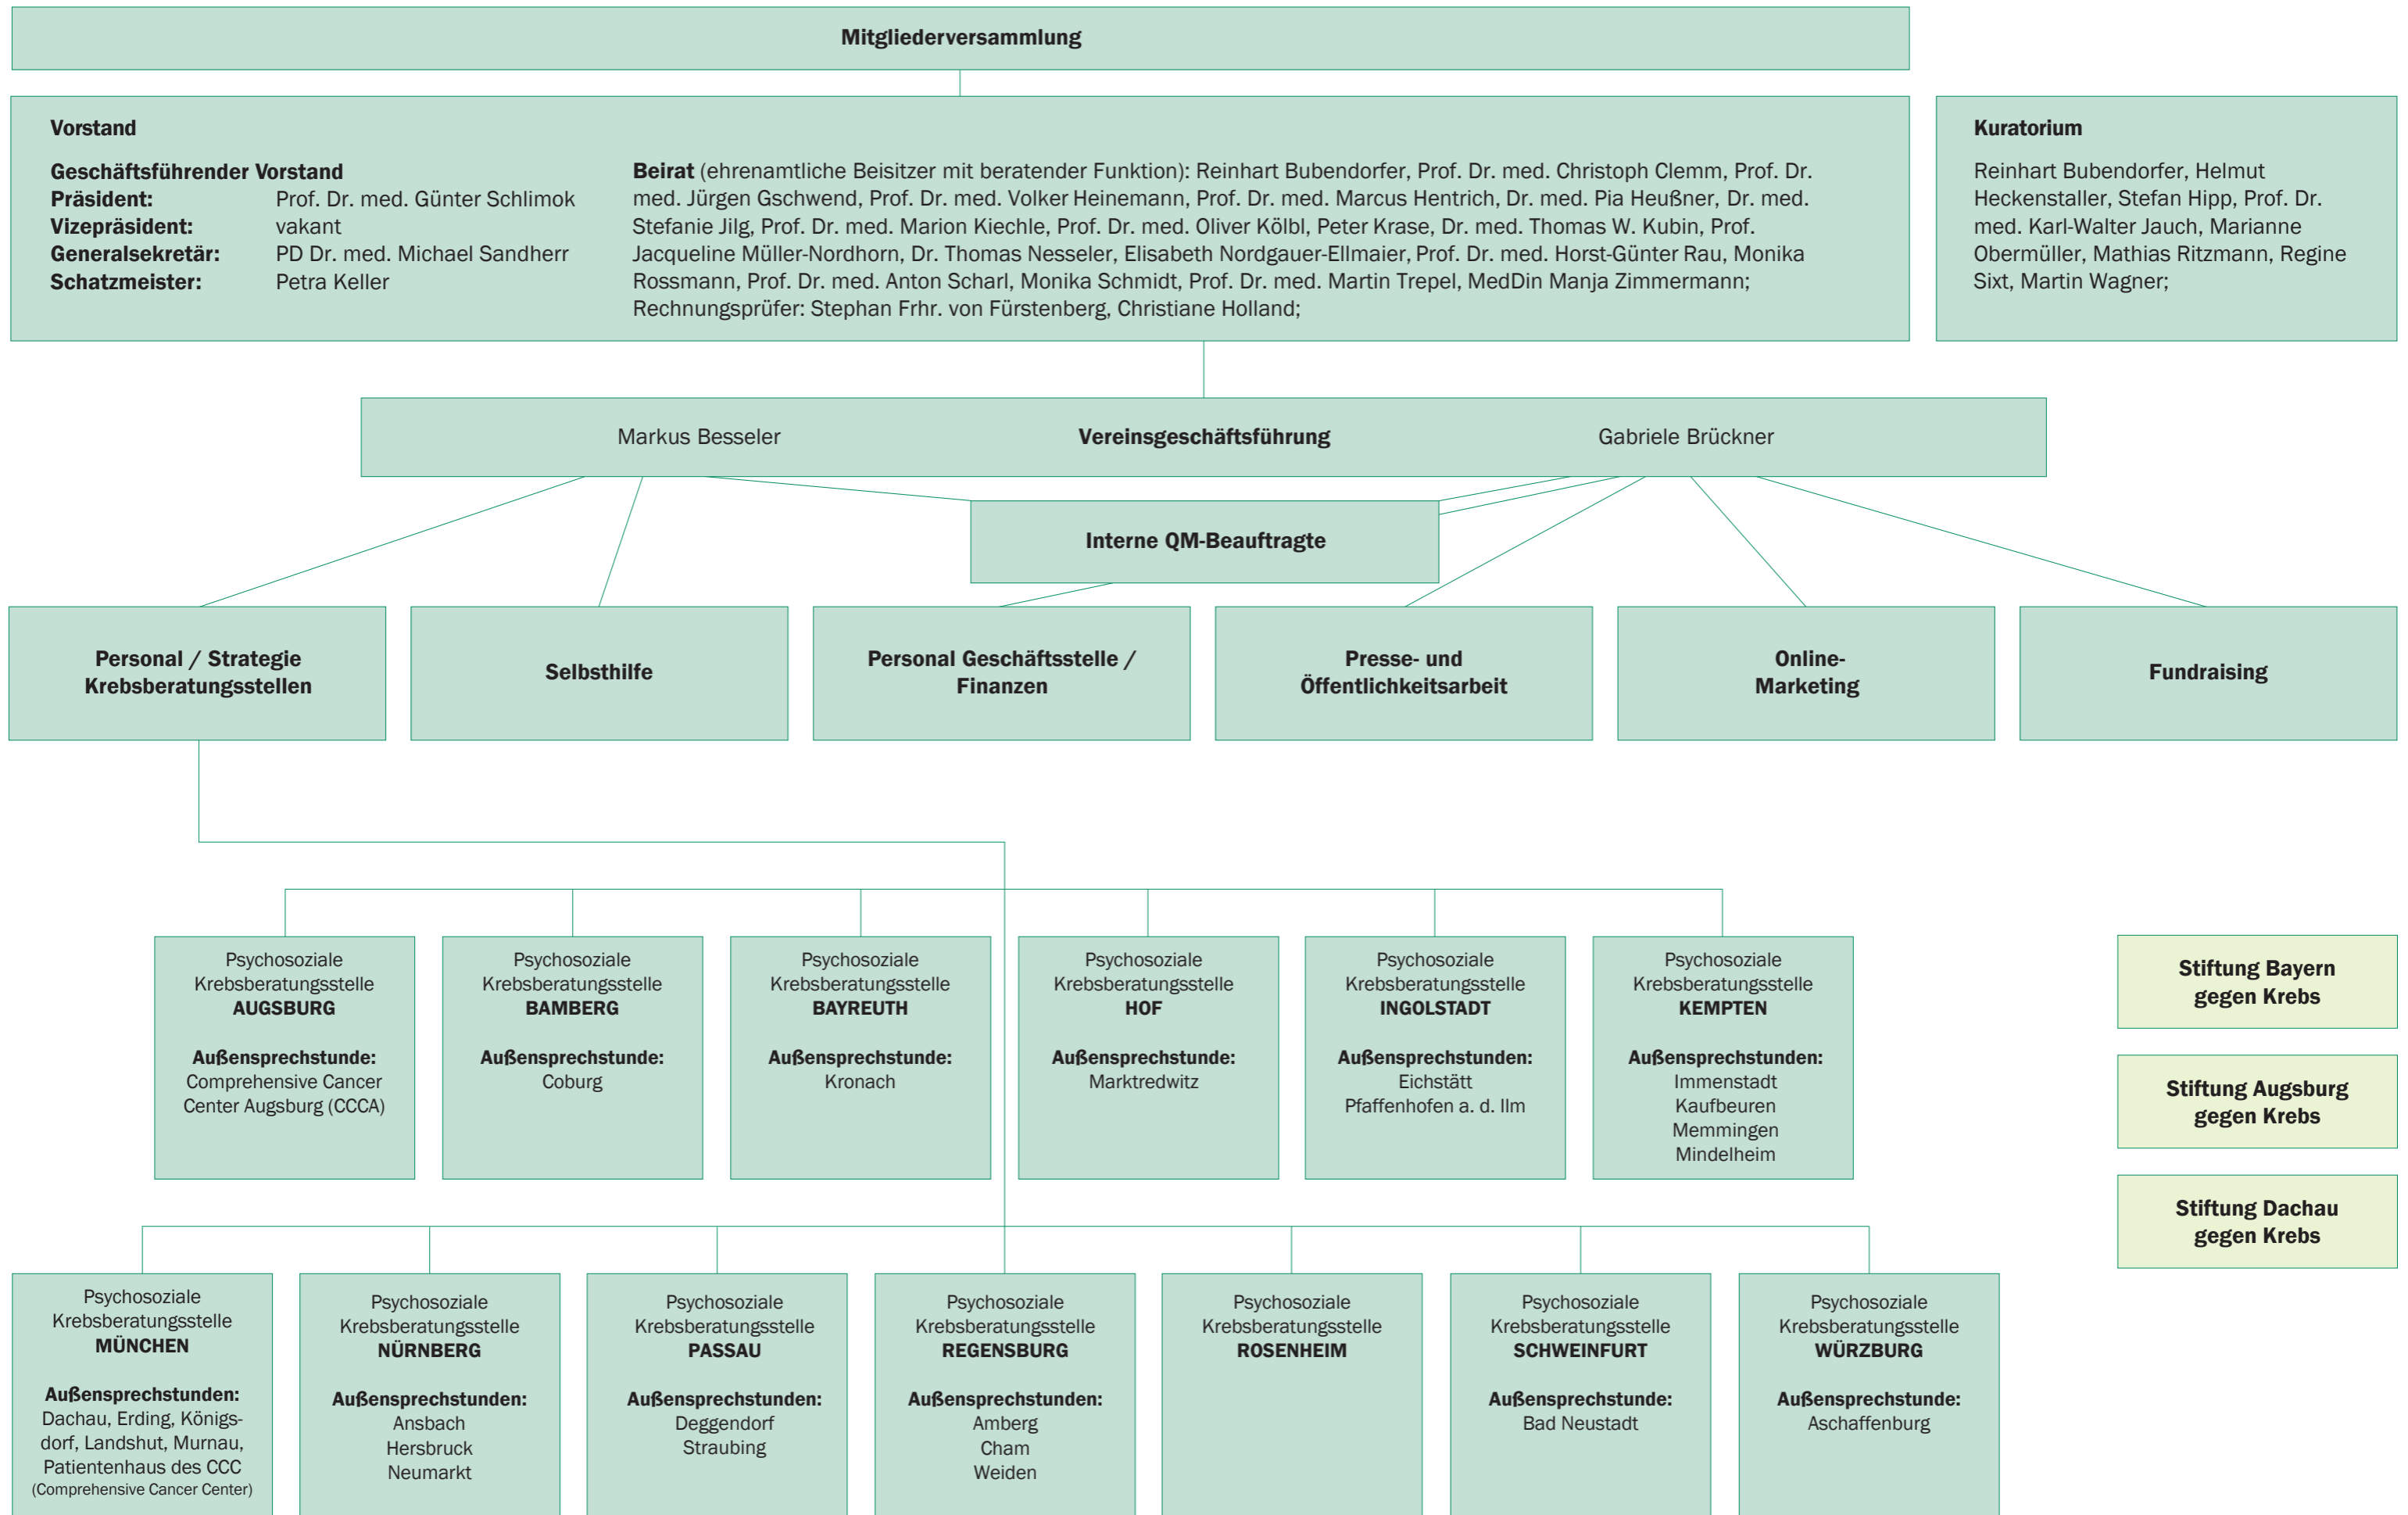 Mitgliederversammlung
Vorstand
Geschäftsführender Vorstand
Präsident: Prof. Dr. med. Günter Schlimok
Vizepräsident: vakant
Generalsekretär: PD Dr. med. Michael Sandherr
Schatzmeister: Petra Keller
Beirat (ehrenamtliche Beisitzer mit beratender Funktion): Reinhart Bubendorfer, Prof. Dr. med. Christoph Clemm, Prof. Dr.
med. Jürgen Gschwend, Prof. Dr. med. Volker Heinemann, Prof. Dr. med. Marcus Hentrich, Dr. med. Pia Heußner, Dr. med.
Stefanie Jilg, Prof. Dr. med. Marion Kiechle, Prof. Dr. med. Oliver Kölbl, Peter Krase, Dr. med. Thomas W. Kubin, Prof.
Jacqueline Müller-Nordhorn, Dr. Thomas Nesseler, Elisabeth Nordgauer-Ellmaier, Prof. Dr. med. Horst-Günter Rau, Monika
Rossmann, Prof. Dr. med. Anton Scharl, Monika Schmidt, Prof. Dr. med. Martin Trepel, MedDin Manja Zimmermann;
Rechnungsprüfer: Stephan Frhr. von Fürstenberg, Christiane Holland;
Kuratorium
Reinhart Bubendorfer, Helmut
Heckenstaller, Stefan Hipp, Prof. Dr.
med. Karl-Walter Jauch, Marianne
Obermüller, Mathias Ritzmann, Regine
Sixt, Martin Wagner;
Markus Besseler Vereinsgeschäftsführung Gabriele Brückner
Interne QM-Beauftragte
Personal / Strategie
Krebsberatungsstellen
Selbsthilfe
Personal Geschäftsstelle /
Finanzen
Presse- und
Öffentlichkeitsarbeit
Online-
Marketing
Fundraising
Psychosoziale
Krebsberatungsstelle
AUGSBURG
Außensprechstunde:
Comprehensive Cancer
Center Augsburg (CCCA)
Psychosoziale
Krebsberatungsstelle
BAMBERG
Außensprechstunde:
Coburg
Psychosoziale
Krebsberatungsstelle
BAYREUTH
Außensprechstunde:
Kronach
Psychosoziale
Krebsberatungsstelle
HOF
Außensprechstunde:
Marktredwitz
Psychosoziale
Krebsberatungsstelle
INGOLSTADT
Außensprechstunden:
Eichstätt
Pfaffenhofen a. d. Ilm
Psychosoziale
Krebsberatungsstelle
KEMPTEN
Außensprechstunden:
Immenstadt
Kaufbeuren
Memmingen
Mindelheim
Stiftung Bayern
gegen Krebs
Stiftung Augsburg
gegen Krebs
Stiftung Dachau
gegen Krebs
Psychosoziale
Krebsberatungsstelle
MÜNCHEN
Außensprechstunden:
Dachau, Erding, Königs-
dorf, Landshut, Murnau,
Patientenhaus des CCC
(Comprehensive Cancer Center)
Psychosoziale
Krebsberatungsstelle
NÜRNBERG
Außensprechstunden:
Ansbach
Hersbruck
Neumarkt
Psychosoziale
Krebsberatungsstelle
PASSAU
Außensprechstunden:
Deggendorf
Straubing
Psychosoziale
Krebsberatungsstelle
REGENSBURG
Außensprechstunden:
Amberg
Cham
Weiden
Psychosoziale
Krebsberatungsstelle
ROSENHEIM
Psychosoziale
Krebsberatungsstelle
SCHWEINFURT
Außensprechstunde:
Bad Neustadt
Psychosoziale
Krebsberatungsstelle
WÜRZBURG
Außensprechstunde:
Aschaffenburg